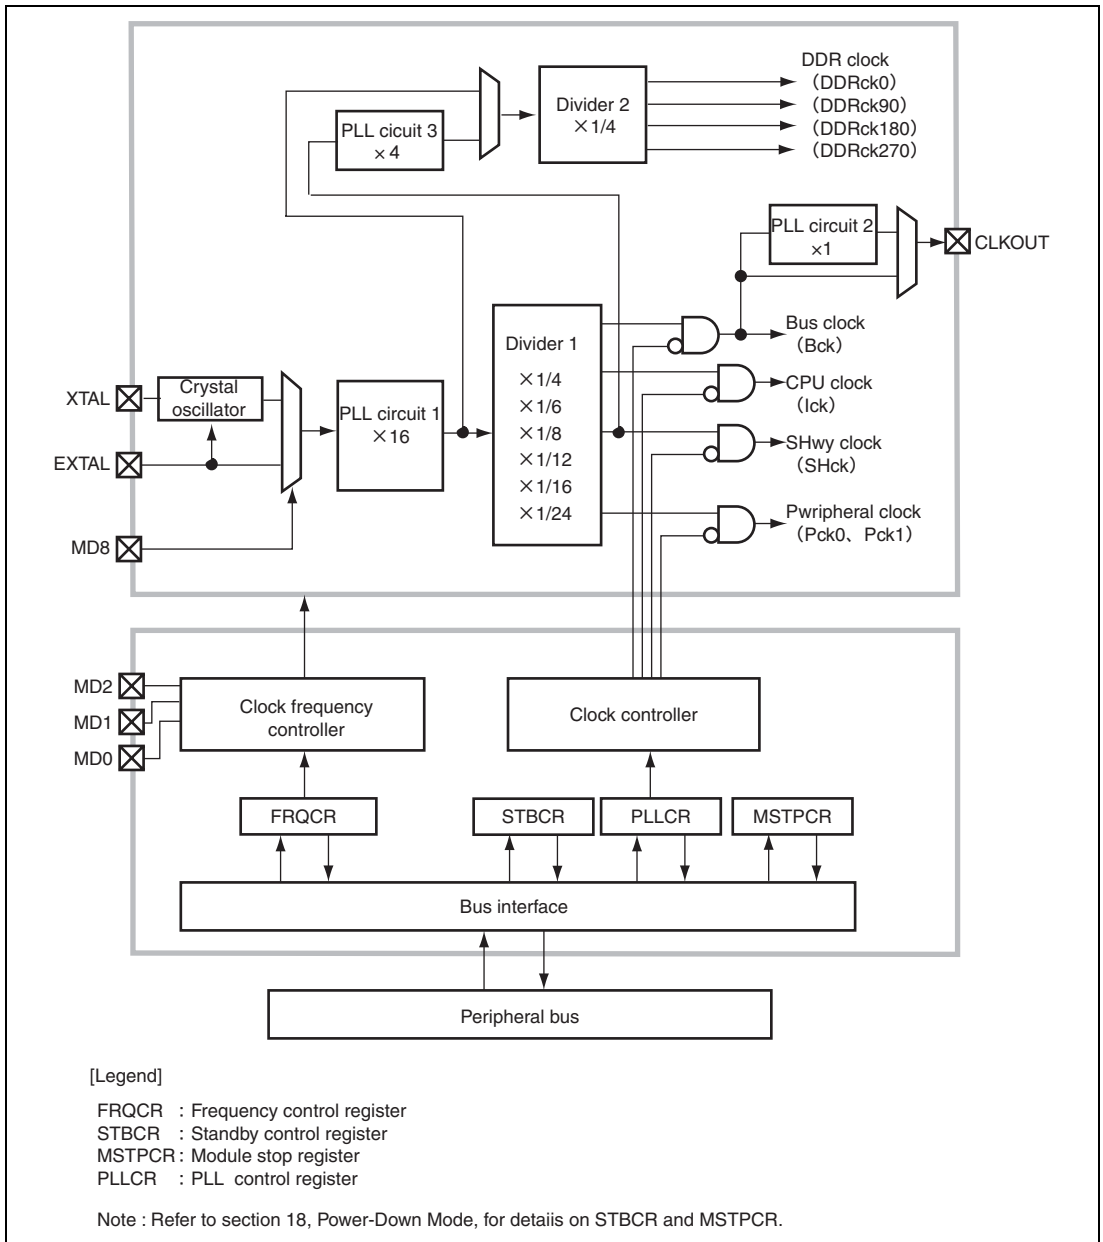 DDR clock
(DDRck0)
(DDRck90)
(DDRck180)
(DDRck270)
Divider 2
×1/4
PLL cicuit 3
×4
PLL circuit 2
×1
CLKOUT
Bus clock
(Bck)
Divider 1
×1/4
×1/6
×1/8
×1/12
×1/16
×1/24
CPU clock
(Ick)
SHwy clock
(SHck)
Pwripheral clock
(Pck0、Pck1)
XTAL
Crystal
oscillator
PLL circuit 1
×16
EXTAL
MD8
MD2
MD1
MD0
Clock frequency
controller
Clock controller
FRQCR
STBCR
PLLCR
MSTPCR
Bus interface
Peripheral bus
[Legend]
FRQCR : Frequency control register
STBCR : Standby control register
MSTPCR : Module stop register
PLLCR : PLL control register
Note : Refer to section 18, Power-Down Mode, for detaiis on STBCR and MSTPCR.